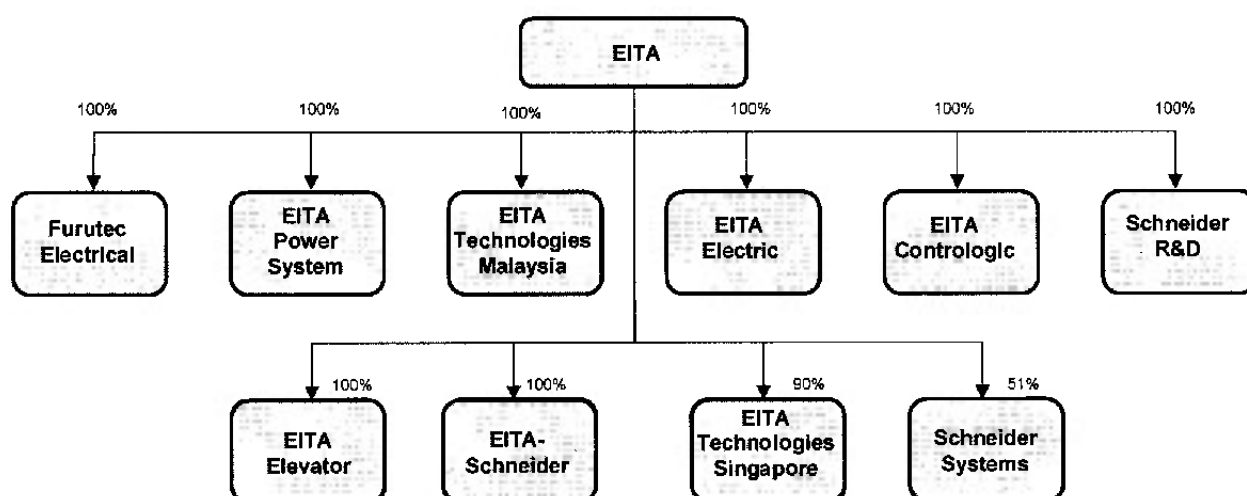 EITA
100%
100%
100%
100%
100%
100%
Furutec
Electrical
EITA
Power
System
EITA
Technologies
Malaysia
EITA
Electric
EITA
Contrologic
Schneider
R&D
100%
100%
90%
51%
EITA
Elevator
EITA-
Schneider
EITA
Technologies
Singapore
Schneider
Systems